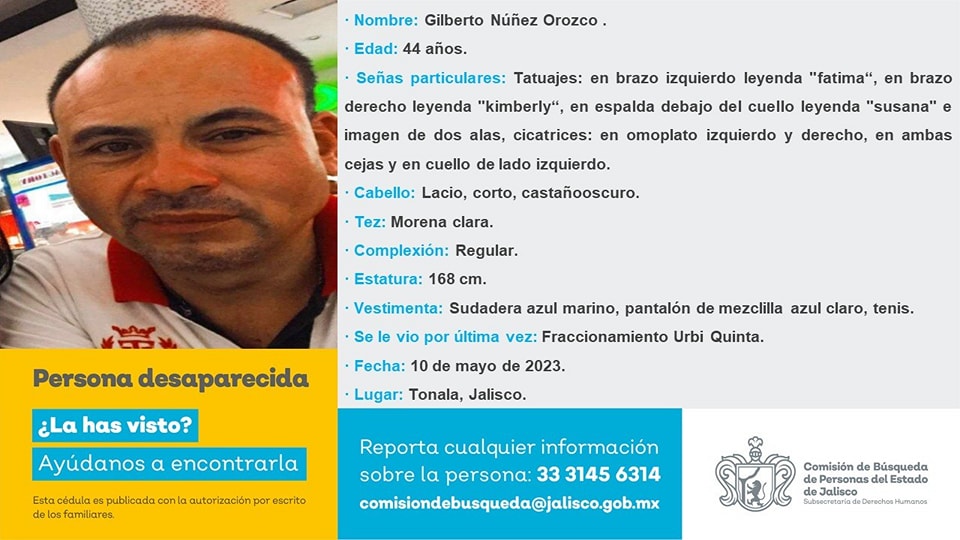 · Nombre: Gilberto Núñez Orozco .
· Edad: 44 años.
· Señas particulares: Tatuajes: en brazo izquierdo leyenda "fatima“, en brazo
derecho leyenda "kimberly“, en espalda debajo del cuello leyenda "susana" e
imagen de dos alas, cicatrices: en omoplato izquierdo y derecho, en ambas
cejas y en cuello de lado izquierdo.
· Cabello: Lacio, corto, castañooscuro.
· Tez: Morena clara.
· Complexión: Regular.
· Estatura: 168 cm.
· Vestimenta: Sudadera azul marino, pantalón de mezclilla azul claro, tenis.
· Se le vio por última vez: Fraccionamiento Urbi Quinta.
· Fecha: 10 de mayo de 2023.
· Lugar: Tonala, Jalisco.
Persona desaparecida
¿La has visto?
Ayúdanos a encontrarla
Esta cédula es publicada con la autorización por escrito
de los familiares.
Reporta cualquier información
sobre la persona: 33 3145 6314
comisiondebusqueda@jalisco.gob.mx
Comisión de Búsqueda
de Personas del Estado
de Jalisco
Subsecretaría de Derechos Humanos